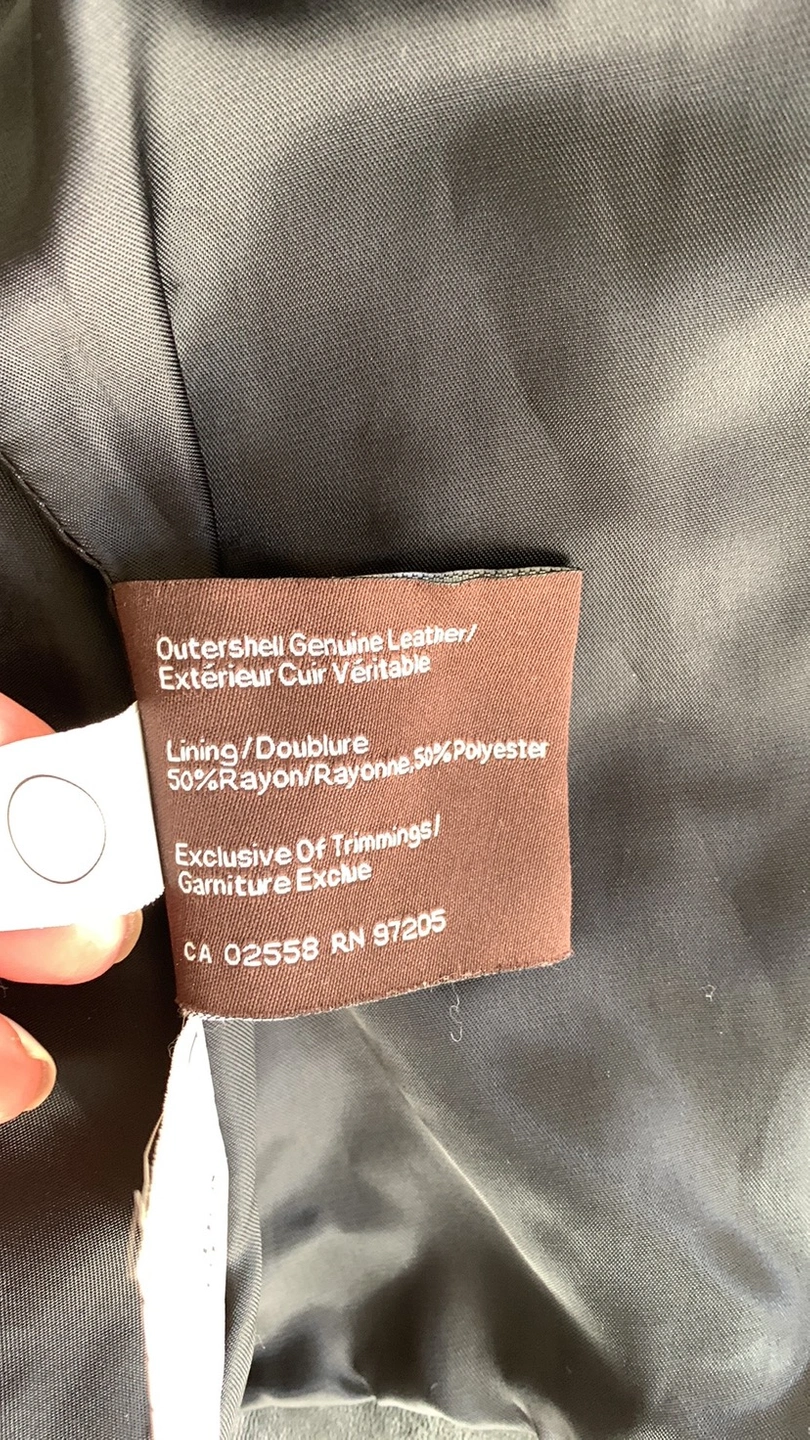 Outershell Genuine Leather/
Extérieur Cuir Véritable
Lining/Doublure
50%Rayon/Rayonne,50%Polyester
Exclusive Of Trimmings/
Garniture Exclue
CA 02558 RN 97205